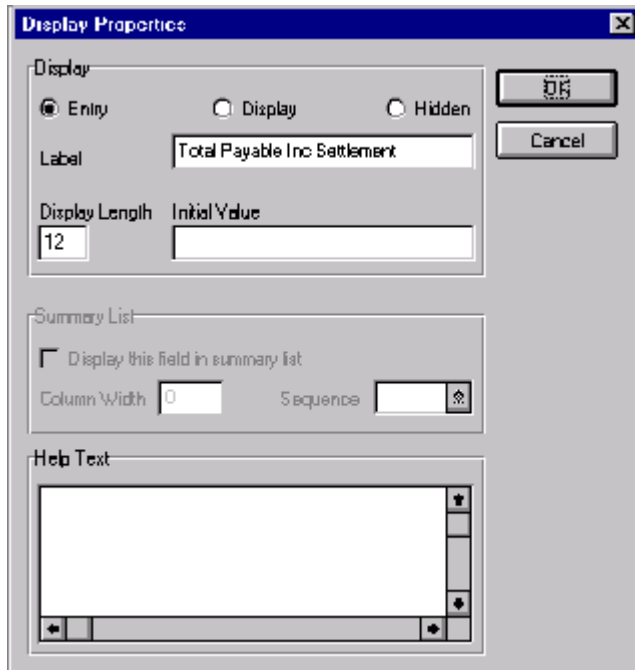 Display Properties
Display
Entry Display Hidden
Label Total Payable Inc Settlement
Display Length Initial Value
12
OK
Cancel
Summary List
Display this field in summary list
Column Width 0 Sequence
Help Text